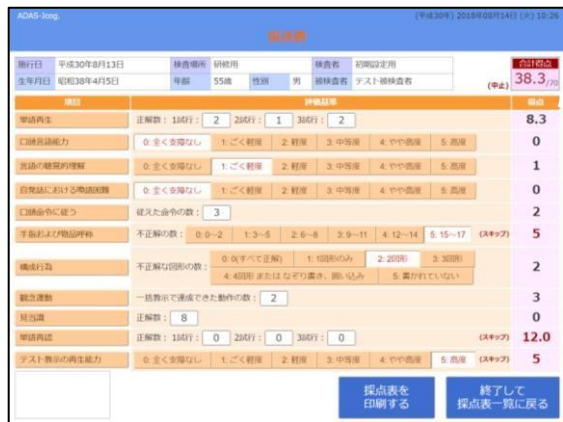 ADAS-Jcog.
(平成30年) 2018年08月14日 (火) 10:26
採点表
施行日 平成30年8月13日 検査場所 研修用 検査者 初期設定用
生年月日 昭和38年4月5日 年齢 55歳 性別 男 被検査者 テスト被検査者
(中止) 合計得点 38.3/70
項目 評価基準 得点
単語再生 正解数: 1試行: 2 2試行: 1 3試行: 2 8.3
口頭言語能力 0: 全く支障なし 1: ごく軽度 2: 軽度 3: 中等度 4: やや高度 5: 高度 0
言語の聴覚的理解 0: 全く支障なし 1: ごく軽度 2: 軽度 3: 中等度 4: やや高度 5: 高度 1
自発話における喚語困難 0: 全く支障なし 1: ごく軽度 2: 軽度 3: 中等度 4: やや高度 5: 高度 0
口頭命令に従う 従えた命令の数: 3 2
手指および物品呼称 不正解の数: 0: 0~2 1: 3~5 2: 6~8 3: 9~11 4: 12~14 5: 15~17 (スキップ) 5
構成行為 不正解な図形の数: 0: 0(すべて正解) 1: 1図形のみ 2: 2図形 3: 3図形 2
4: 4図形 または なぞり書き、囲い込み 5: 書かれていない
観念運動 一括教示で達成できた動作の数: 2 3
見当識 正解数: 8 0
単語再認 正解数: 1試行: 0 2試行: 0 3試行: 0 (スキップ) 12.0
テスト教示の再生能力 0: 全く支障なし 1: ごく軽度 2: 軽度 3: 中等度 4: やや高度 5: 高度 (スキップ) 5
採点表を
印刷する
終了して
採点表一覧に戻る